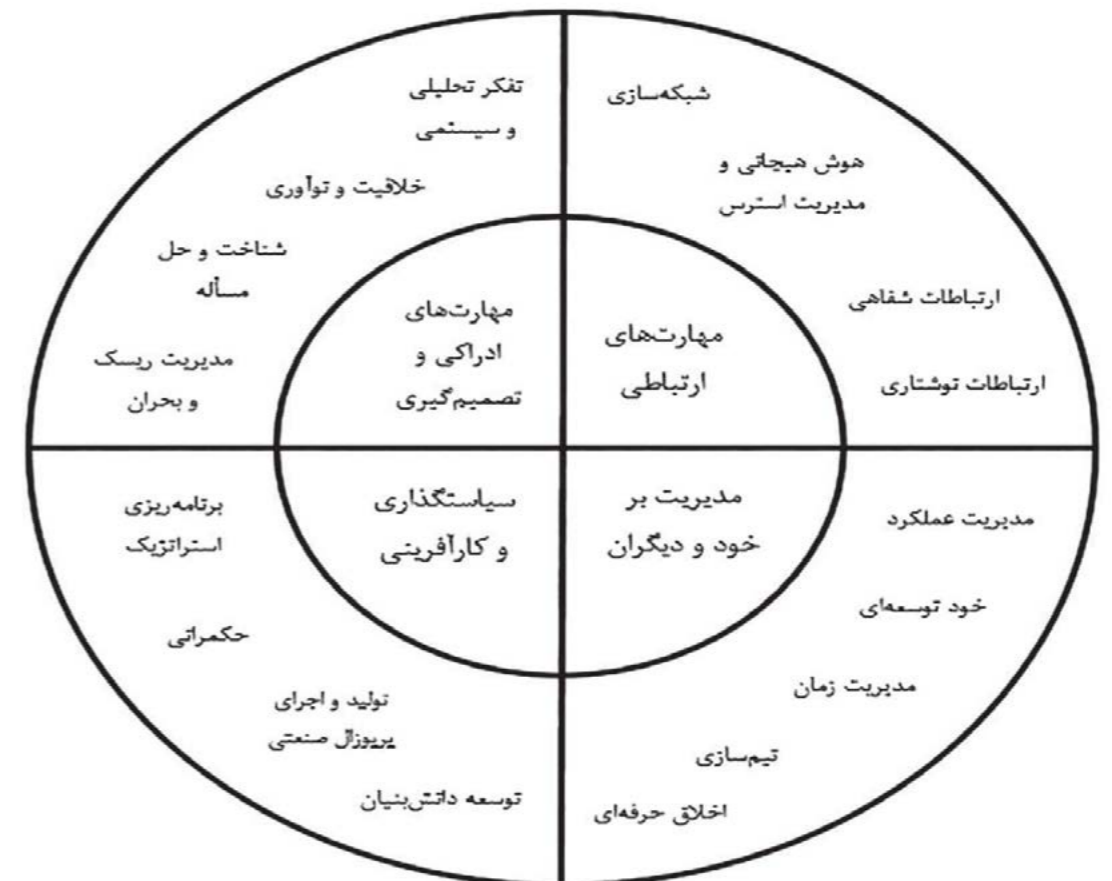 شبکه‌سازی
هوش هیجانی و
مدیریت استرس
ارتباطات شفاهی
ارتباطات نوشتاری
مهارت‌های
ارتباطی
تفکر تحلیلی
و سیستمی
خلاقیت و نوآوری
شناخت و حل
مسأله
مدیریت ریسک
و بحران
مهارت‌های
ادراکی و
تصمیم‌گیری
مدیریت بر
خود و دیگران
مدیریت عملکرد
خود توسعه‌ای
مدیریت زمان
تیم‌سازی
اخلاق حرفه‌ای
سیاستگذاری
و کارآفرینی
برنامه‌ریزی
استراتژیک
حکمرانی
تولید و اجرای
پروپوزال صنعتی
توسعه دانش‌بنیان